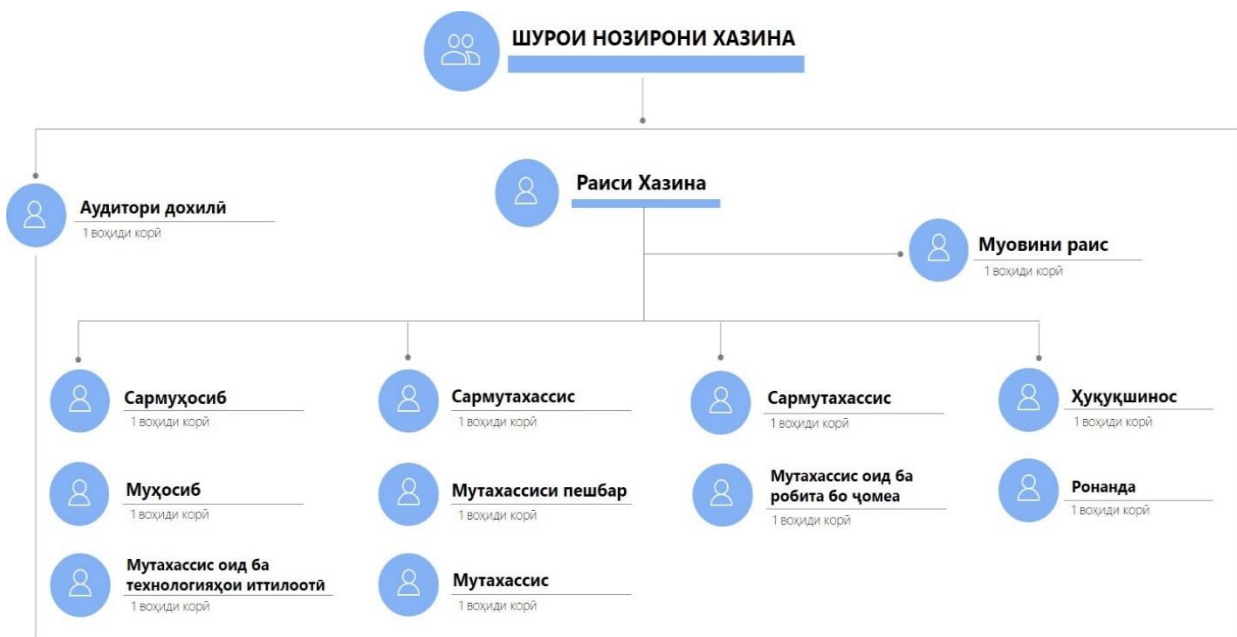 ШУРОИ НОЗИРОНИ ХАЗИНА
Раиси Хазина
Аудитори дохилӣ
1 воҳиди корӣ
Муовини раис
1 воҳиди корӣ
Сармуҳосиб
1 воҳиди корӣ
Сармутахассис
1 воҳиди корӣ
Сармутахассис
1 воҳиди корӣ
Ҳуқуқшинос
1 воҳиди корӣ
Муҳосиб
1 воҳиди корӣ
Мутахассиси пешбар
1 воҳиди корӣ
Мутахассис оид ба
робита бо ҷомеа
1 воҳиди корӣ
Ронанда
1 воҳиди корӣ
Мутахассис оид ба
технологияҳои иттилоотӣ
1 воҳиди корӣ
Мутахассис
1 воҳиди корӣ